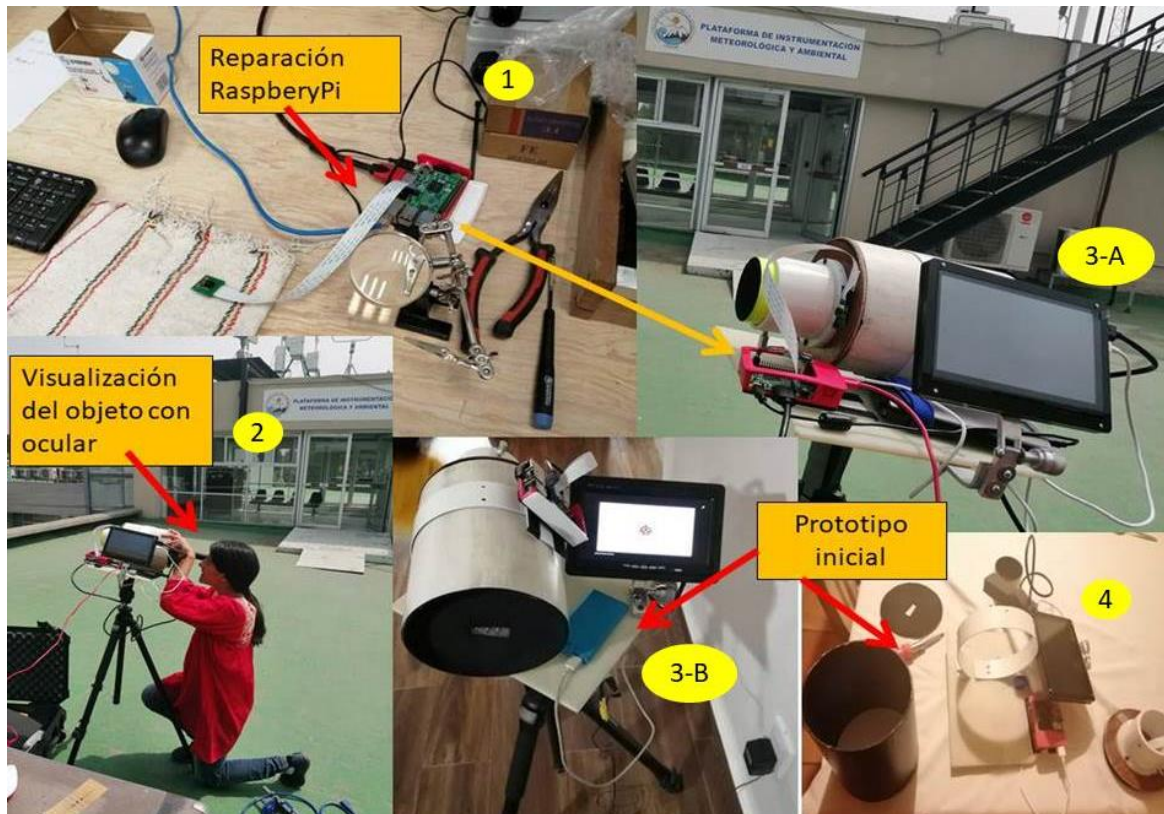 Reparación
RaspberyPi
1
PLATAFORMA DE INSTRUMENTACIÓN
METEOROLÓGICA Y AMBIENTAL
3-A
Visualización
del objeto con
ocular
2
PLATAFORMA DE INSTRUMENTACIÓN
METEOROLÓGICA Y AMBIENTAL
Prototipo
inicial
3-B
4